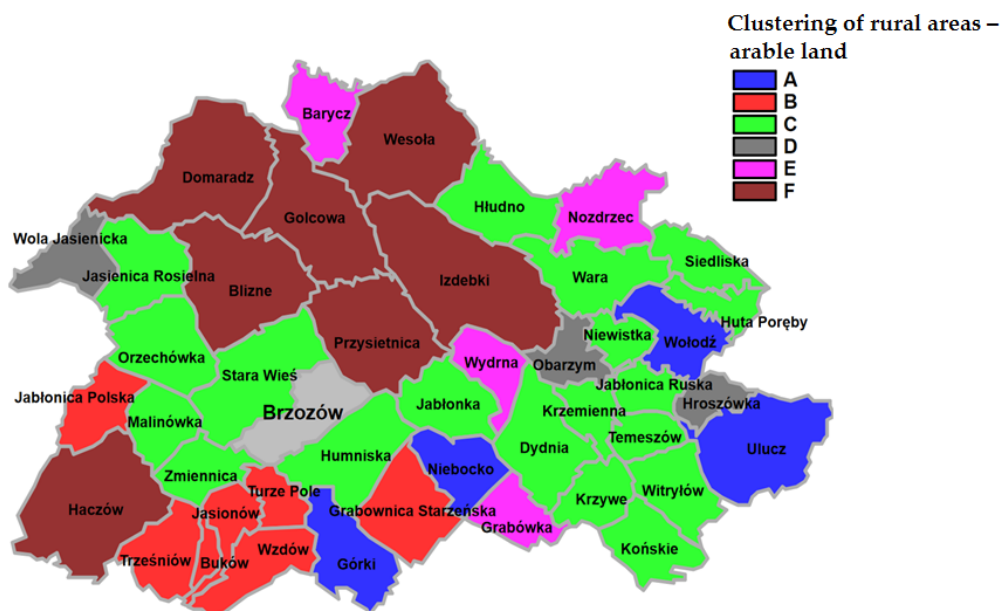 Clustering of rural areas –
arable land
A
B
C
D
E
F
Barycz
Wesoła
Domaradz
Golcowa
Hłudno
Nozdrzec
Wola Jasienicka
Jasienica Rosielna
Siedliska
Wara
Izdebki
Blizne
Huta Poręby
Niewistka
Wołodź
Przysietnica
Orzechówka
Wydrna
Obarzym
Stara Wieś
Jabłonica Ruska
Jabłonica Polska
Hroszówka
Jabłonka
Krzemienna
Brzozów
Malinówka
Temeszów
Dydnia
Ulucz
Humniska
Niebocko
Zmiennica
Turze Pole
Witryłów
Krzywe
Haczów
Jasionów
Grabownica Starzeńska
Grabówka
Wzdów
Końskie
Trześniów
Buków
Górki